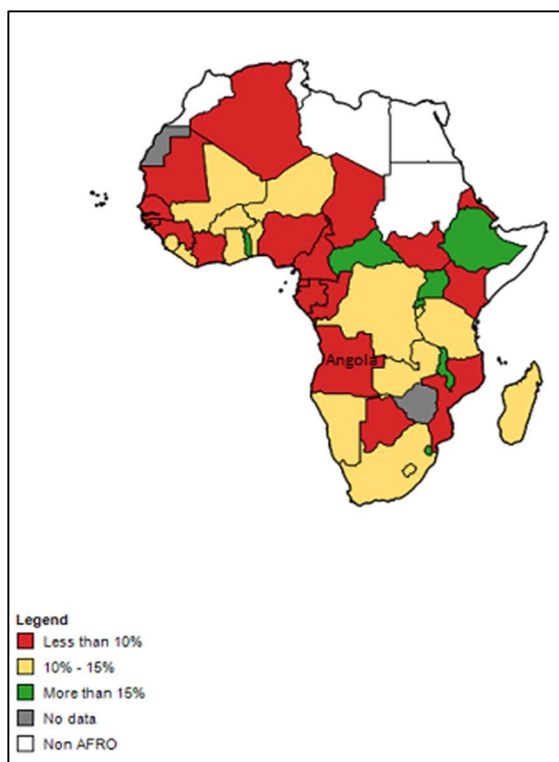 Angola
Legend
Less than 10%
10% - 15%
More than 15%
No data
Non AFRO